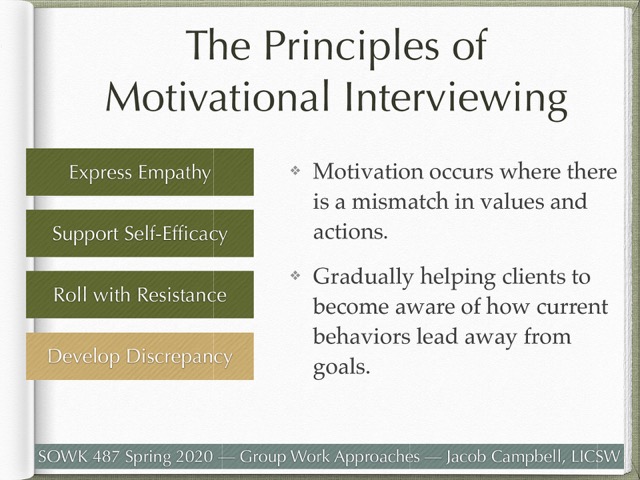 The Principles of
Motivational Interviewing
Express Empathy
Support Self-Efficacy
Roll with Resistance
Develop Discrepancy
❖ Motivation occurs where there
is a mismatch in values and
actions.
❖ Gradually helping clients to
become aware of how current
behaviors lead away from
goals.
SOWK 487 Spring 2020 — Group Work Approaches — Jacob Campbell, LICSW